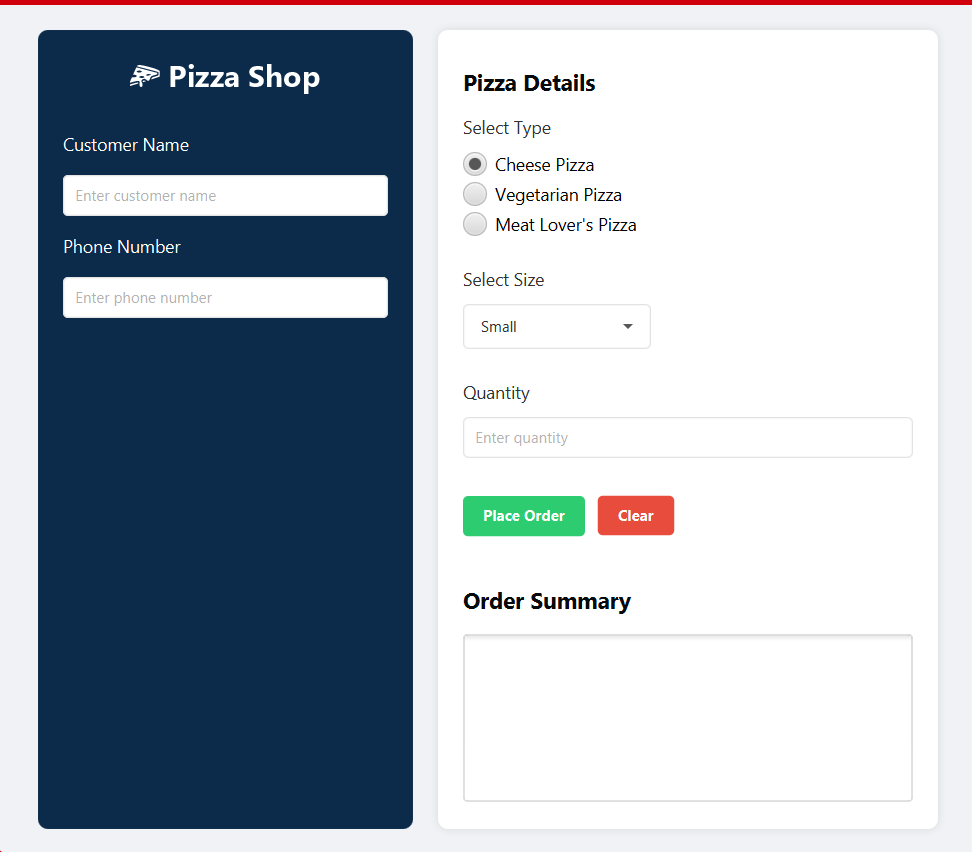 Pizza Shop
Customer Name
Enter customer name
Phone Number
Enter phone number
Pizza Details
Select Type
Cheese Pizza
Vegetarian Pizza
Meat Lover's Pizza
Select Size
Small
Quantity
Enter quantity
Place Order
Clear
Order Summary